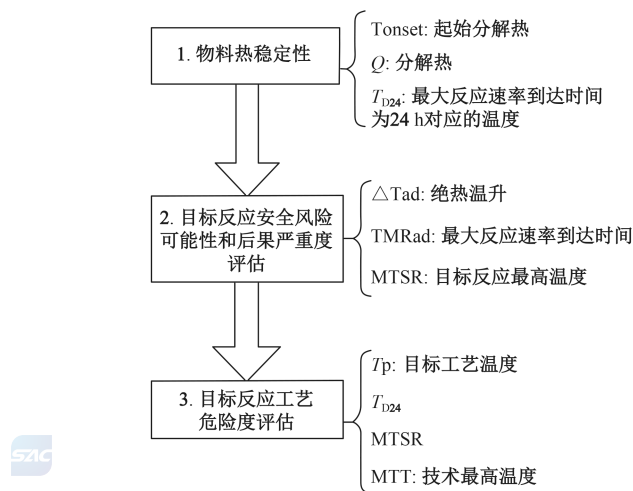 1. 物料热稳定性
Tonset: 起始分解热
Q: 分解热
TD24: 最大反应速率到达时间
为24 h对应的温度
2. 目标反应安全风险
可能性和后果严重度
评估
△Tad: 绝热温升
TMRad: 最大反应速率到达时间
MTSR: 目标反应最高温度
3. 目标反应工艺
危险度评估
Tp: 目标工艺温度
TD24
MTSR
MTT: 技术最高温度
SAC